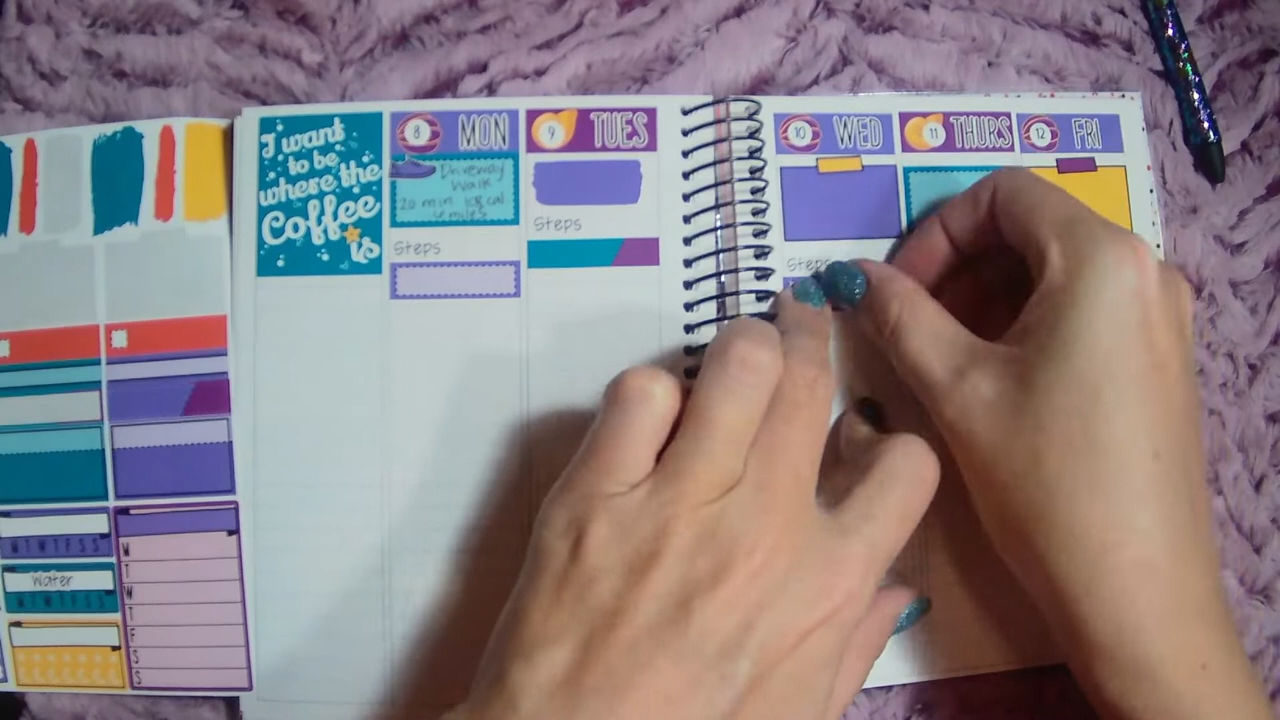 I want
to be
where the
Coffee
is
8 MON
Driveway
Walk
20 min 108 cal
Steps
9 TUES
Steps
10 WED
Steps
11 THURS
12 FRI
M T W T F S S
Water
M T W T F S S
M
T
W
T
F
S
S